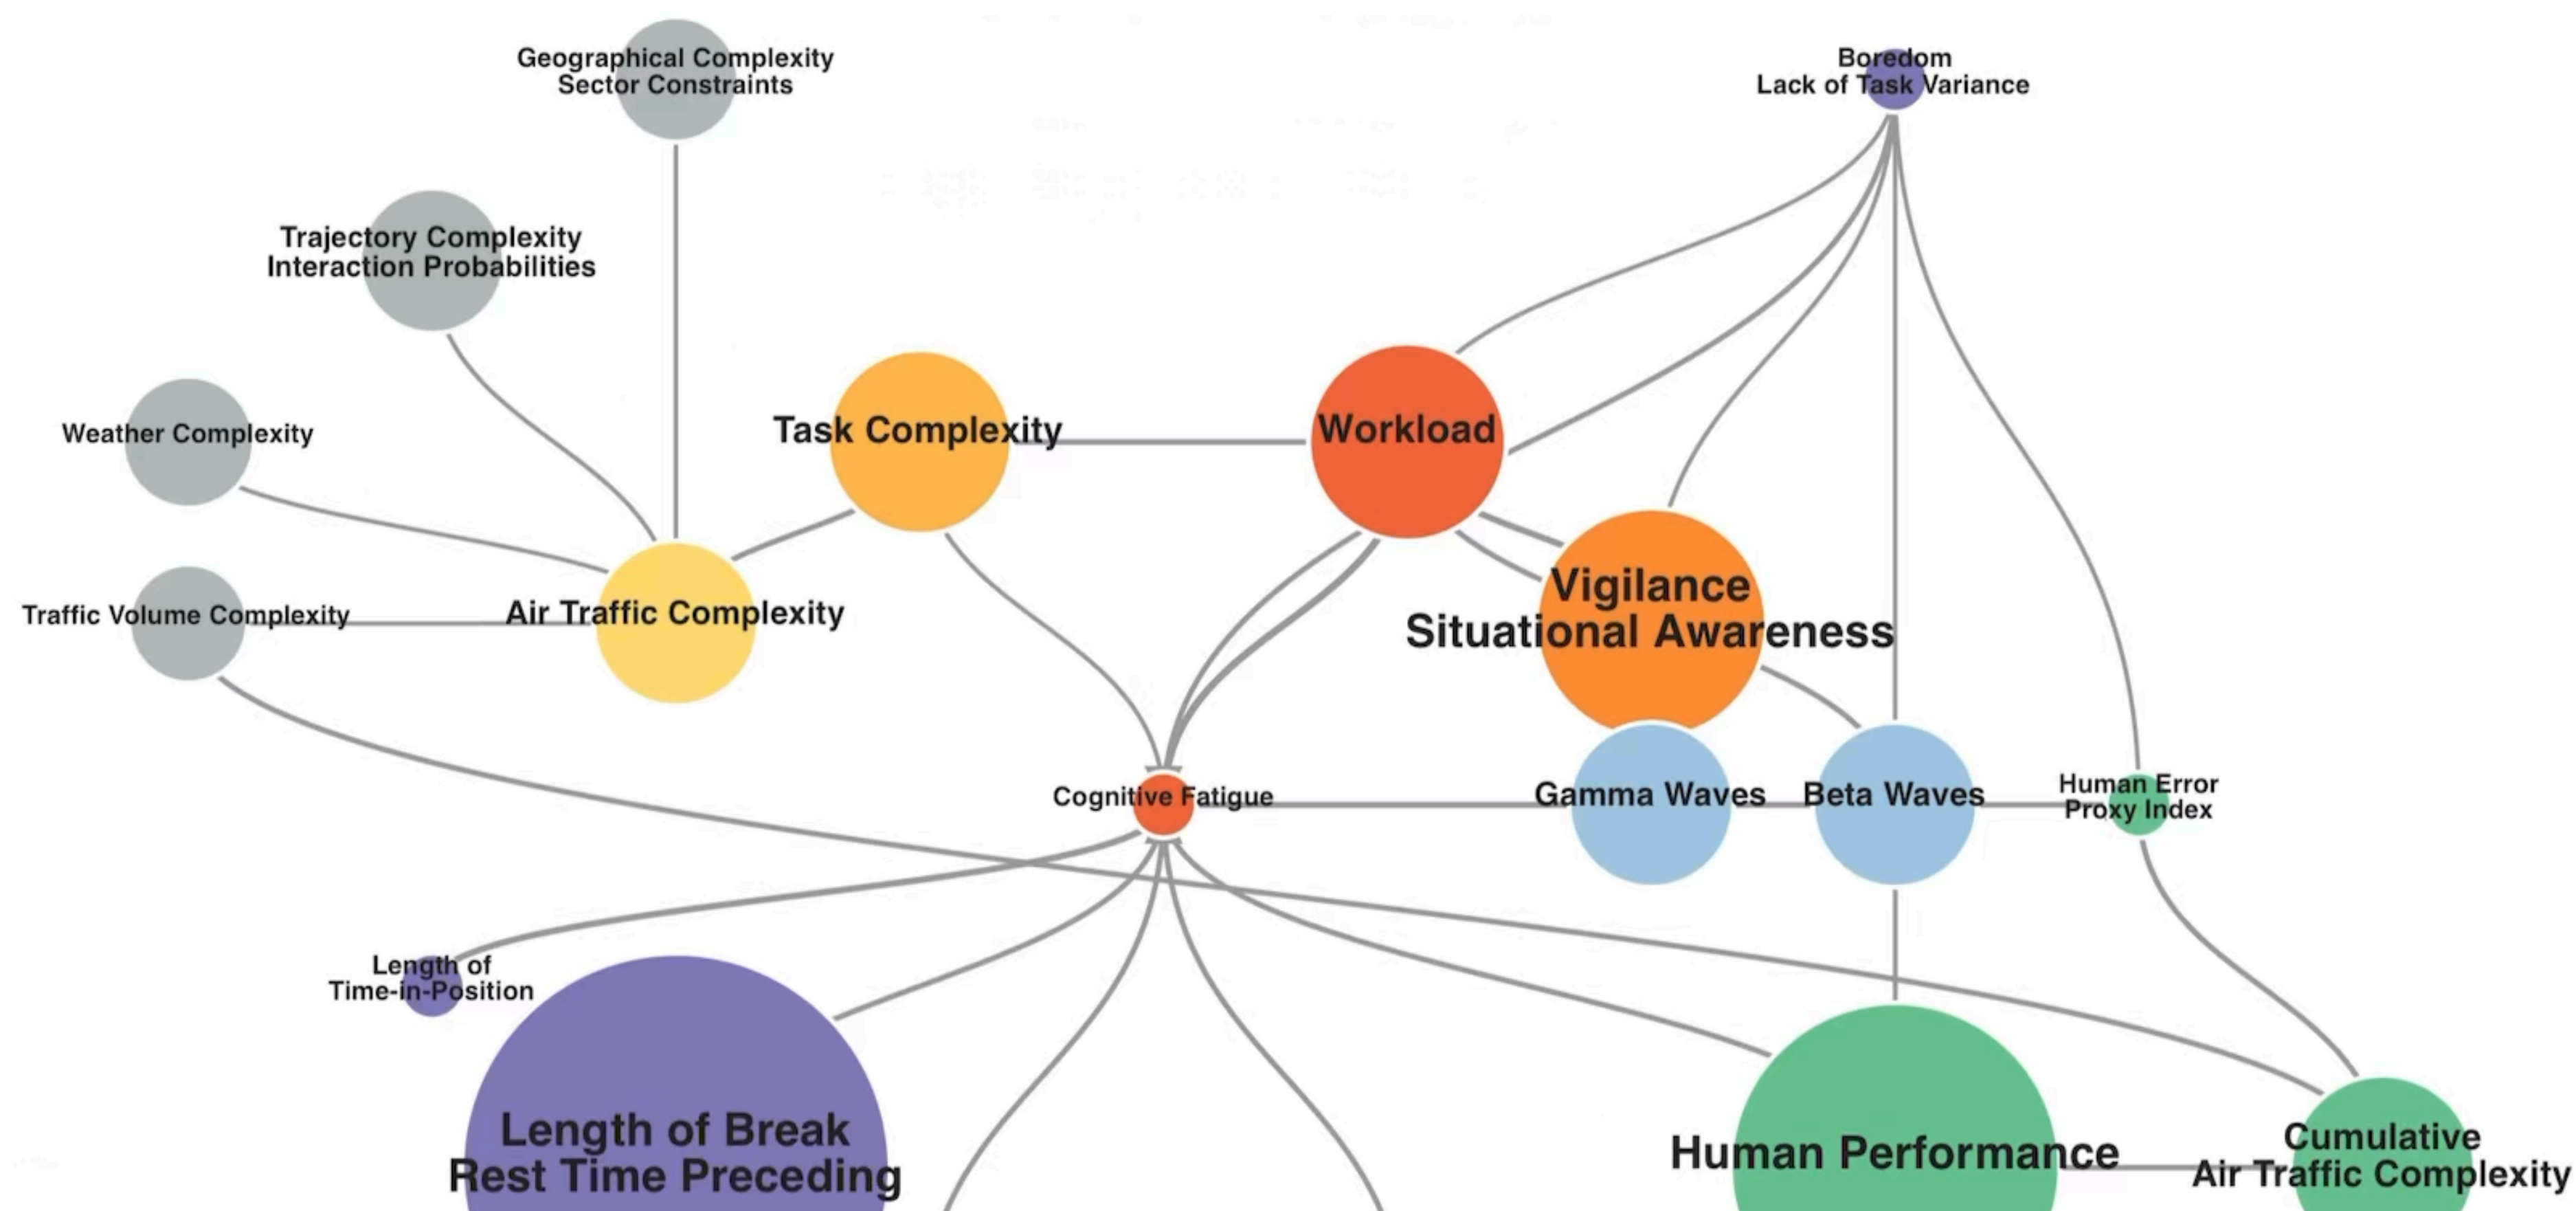 Geographical Complexity
Sector Constraints
Boredom
Lack of Task Variance
Trajectory Complexity
Interaction Probabilities
Weather Complexity
Task Complexity
Workload
Traffic Volume Complexity
Air Traffic Complexity
Vigilance
Situational Awareness
Cognitive Fatigue
Gamma Waves
Beta Waves
Human Error
Proxy Index
Length of
Time-in-Position
Length of Break
Rest Time Preceding
Human Performance
Cumulative
Air Traffic Complexity